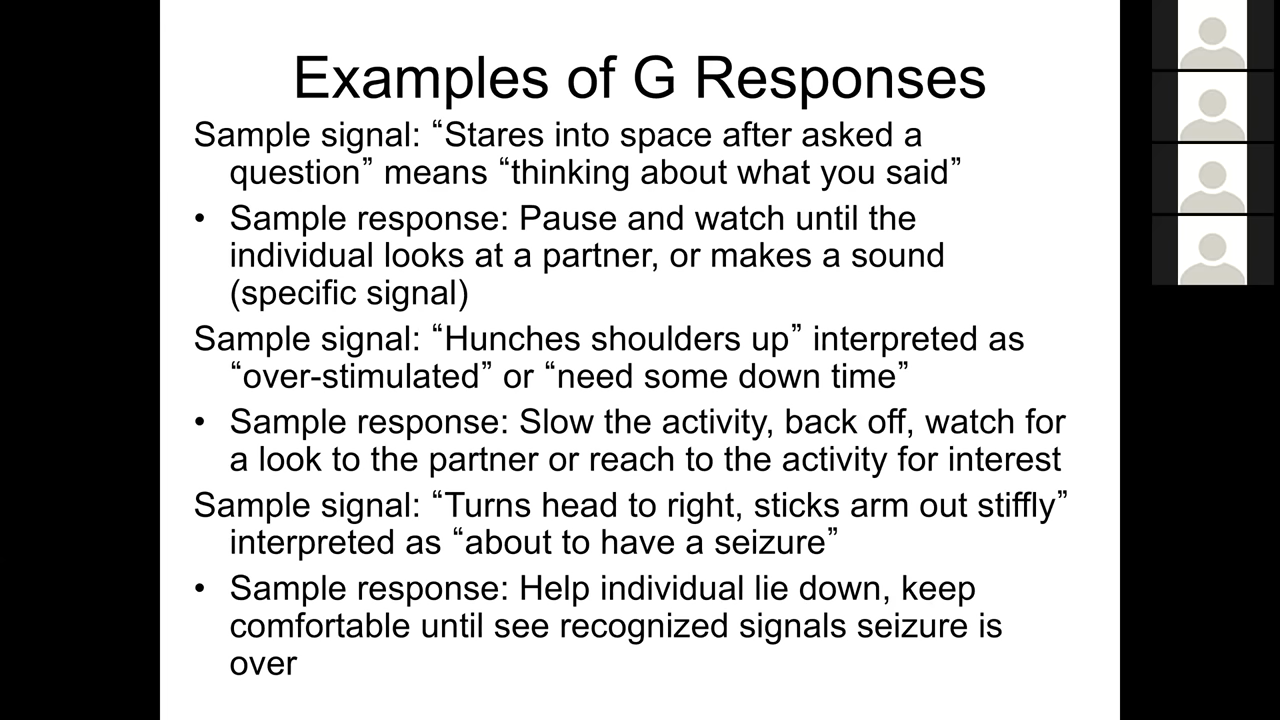 Examples of G Responses
Sample signal: “Stares into space after asked a
question” means “thinking about what you said”
• Sample response: Pause and watch until the
individual looks at a partner, or makes a sound
(specific signal)
Sample signal: “Hunches shoulders up” interpreted as
“over-stimulated” or “need some down time”
• Sample response: Slow the activity, back off, watch for
a look to the partner or reach to the activity for interest
Sample signal: “Turns head to right, sticks arm out stiffly”
interpreted as “about to have a seizure”
• Sample response: Help individual lie down, keep
comfortable until see recognized signals seizure is
over